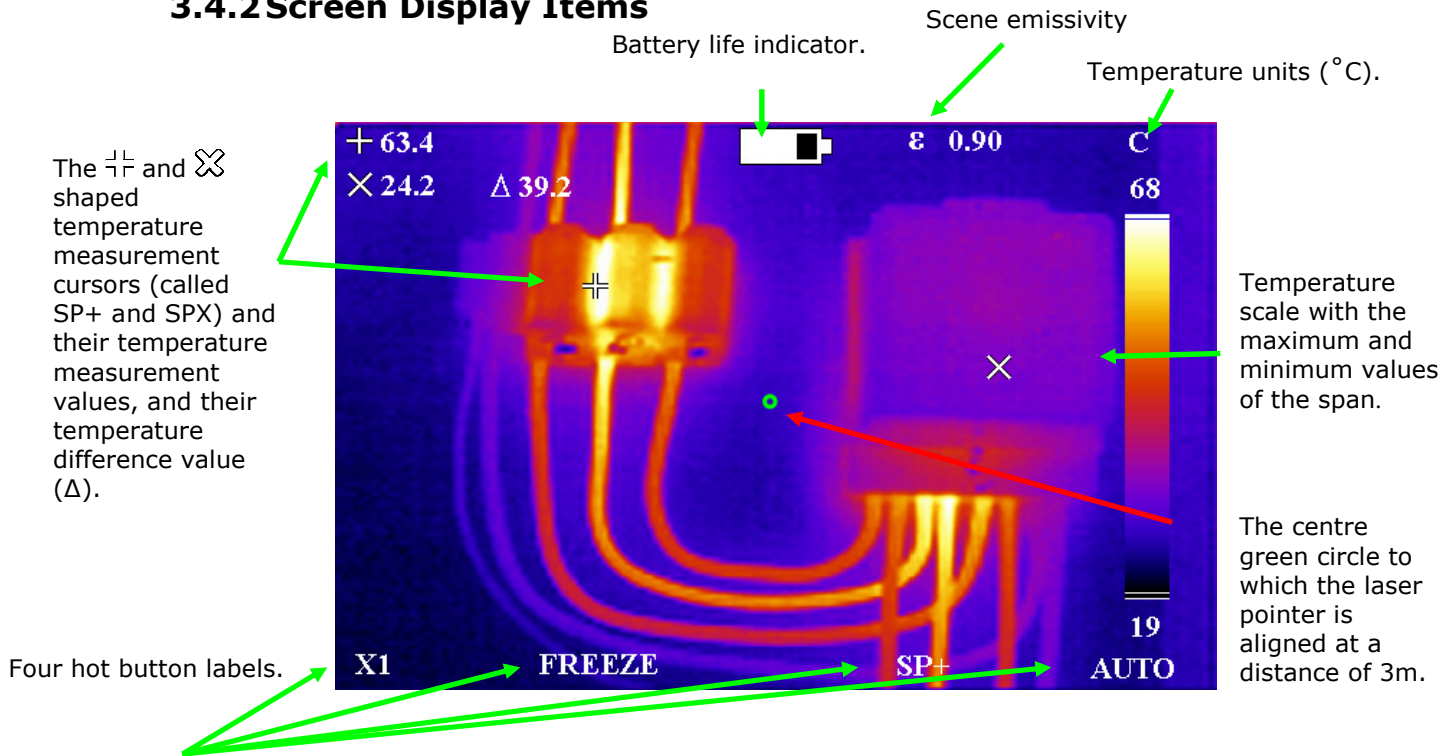 3.4.2 Screen Display Items
Scene emissivity
Battery life indicator.
Temperature units (˚C).
The ⁜ and ✕
shaped
temperature
measurement
cursors (called
SP+ and SPX) and
their temperature
measurement
values, and their
temperature
difference value
(Δ).
+ 63.4
ε 0.90
C
× 24.2
Δ 39.2
68
Temperature
scale with the
maximum and
minimum values
of the span.
The centre
green circle to
which the laser
pointer is
aligned at a
distance of 3m.
19
Four hot button labels.
X1
FREEZE
SP+
AUTO